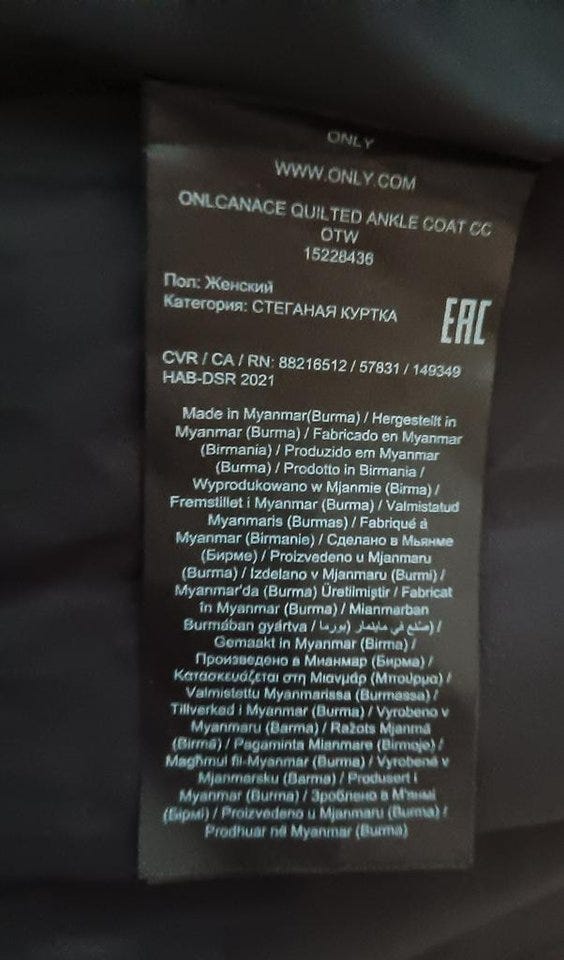 ONLY
WWW.ONLY.COM
ONLCANACE QUILTED ANKLE COAT CC
OTW
15228436
Пол: Женский
Категория: СТЕГАНАЯ КУРТКА
EAC
CVR / CA / RN: 88216512 / 57831 / 149349
HAB-DSR 2021
Made in Myanmar(Burma) / Hergestellt in
Myanmar (Burma) / Fabricado en Myanmar
(Birmania) / Produzido em Myanmar
(Burma) / Prodotto in Birmania /
Wyprodukowano w Mjanmie (Birma) /
Fremstillet i Myanmar (Burma) / Valmistatud
Myanmaris (Burmas) / Fabriqué à
Myanmar (Birmanie) / Сделано в Мьянме
(Бирме) / Proizvedeno u Mjanmaru
(Burma) / Izdelano v Mjanmaru (Burmi) /
Myanmar'da (Burma) Üretilmiştir / Fabricat
în Myanmar (Burma) / Mianmarban
Burmában gyártva / صنع في ماينمار (بورما) /
Gemaakt in Myanmar (Birma) /
Произведено в Мианмар (Бирма) /
Κατασκευάζεται στη Μιανμάρ (Μπούρμα) /
Valmistettu Myanmarissa (Burmassa) /
Tillverkad i Myanmar (Burma) / Vyrobeno v
Myanmaru (Barma) / Ražots Mjanmā
(Birmā) / Pagaminta Mianmare (Birmoje) /
Magħmul fil-Myanmar (Burma) / Vyrobené v
Mjanmarsku (Barma) / Produsert i
Myanmar (Burma) / Зроблено в М'янмі
(Бірмі) / Proizvedeno u Mjanmaru (Burma) /
Prodhuar në Myanmar (Burma)